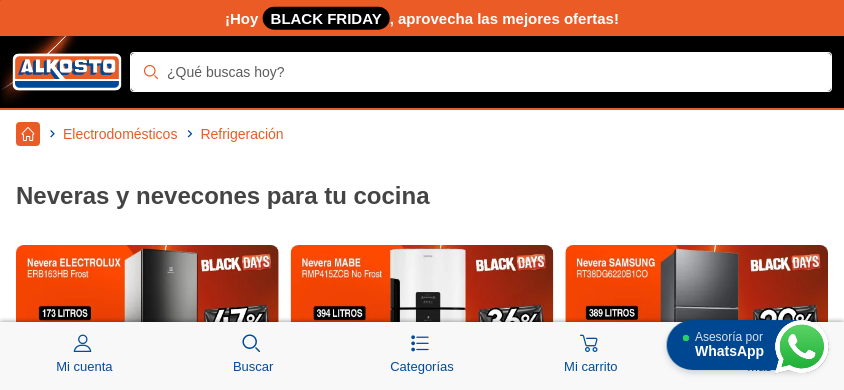 ¡Hoy BLACK FRIDAY , aprovecha las mejores ofertas!
ALKOSTO
¿Qué buscas hoy?
Electrodomésticos
Refrigeración
Neveras y nevecones para tu cocina
Nevera ELECTROLUX
ERB163HB Frost
BLACK DAYS
173 LITROS
Nevera MABE
RMP415ZCB No Frost
BLACK DAYS
394 LITROS
Nevera SAMSUNG
RT38DG6220B1CO
BLACK DAYS
389 LITROS
Mi cuenta
Buscar
Categorías
Mi carrito
Asesoría por
WhatsApp